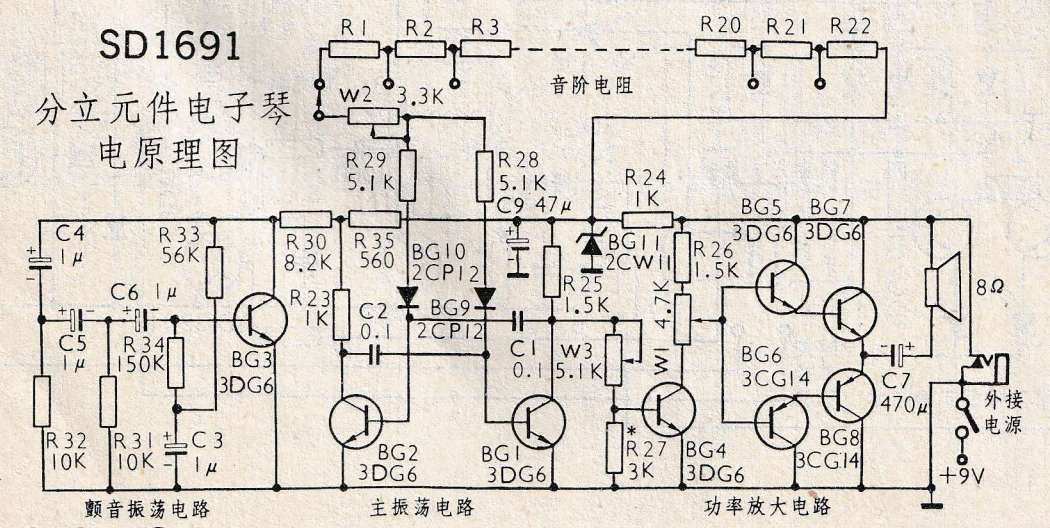 SD1691
分立元件电子琴
电原理图
R1 R2 R3 R20 R21 R22
音阶电阻
W2 3.3K
R29 5.1K
R28 5.1K
C9 47μ
R24 1K
C4 1μ
R33 56K
R30 8.2K
R35 560
BG10 2CP12
BG11 2CW11
R26 1.5K
BG5 3DG6
BG7 3DG6
C6 1μ
C5 1μ
R34 150K
BG3 3DG6
R23 1K
C2 0.1
BG9 2CP12
C1 0.1
R25 1.5K
W3 5.1K
W1 4.7K
BG6 3CG14
8Ω
C7 470μ
R32 10K
R31 10K
C3 1μ
BG2 3DG6
BG1 3DG6
* R27 3K
BG4 3DG6
BG8 3CG14
外接电源
+9V
颤音振荡电路
主振荡电路
功率放大电路